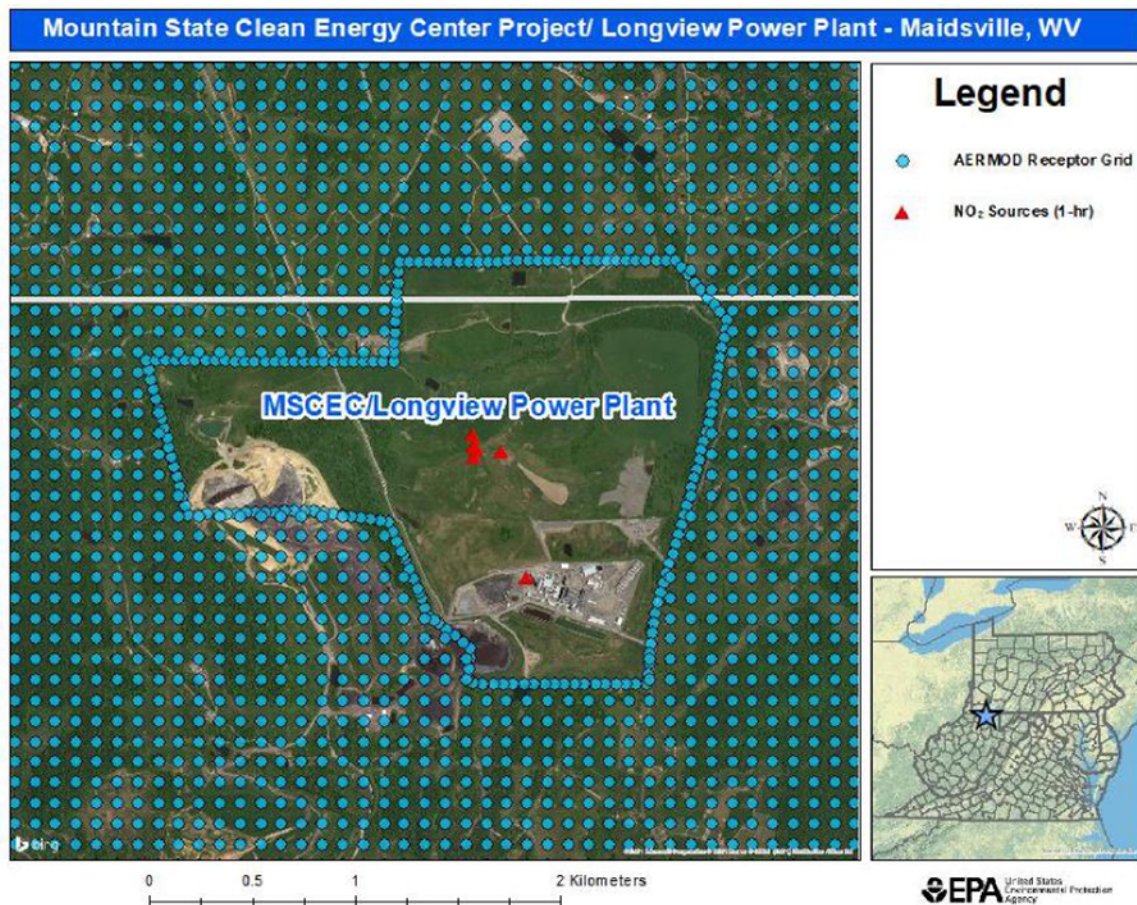 Mountain State Clean Energy Center Project/ Longview Power Plant - Maidsville, WV
Legend
AERMOD Receptor Grid
NO₂ Sources (1-hr)
MSCEC/Longview Power Plant
N
W E
S
bing
0 0.5 1 2 Kilometers
EPA
United States
Environmental Protection
Agency